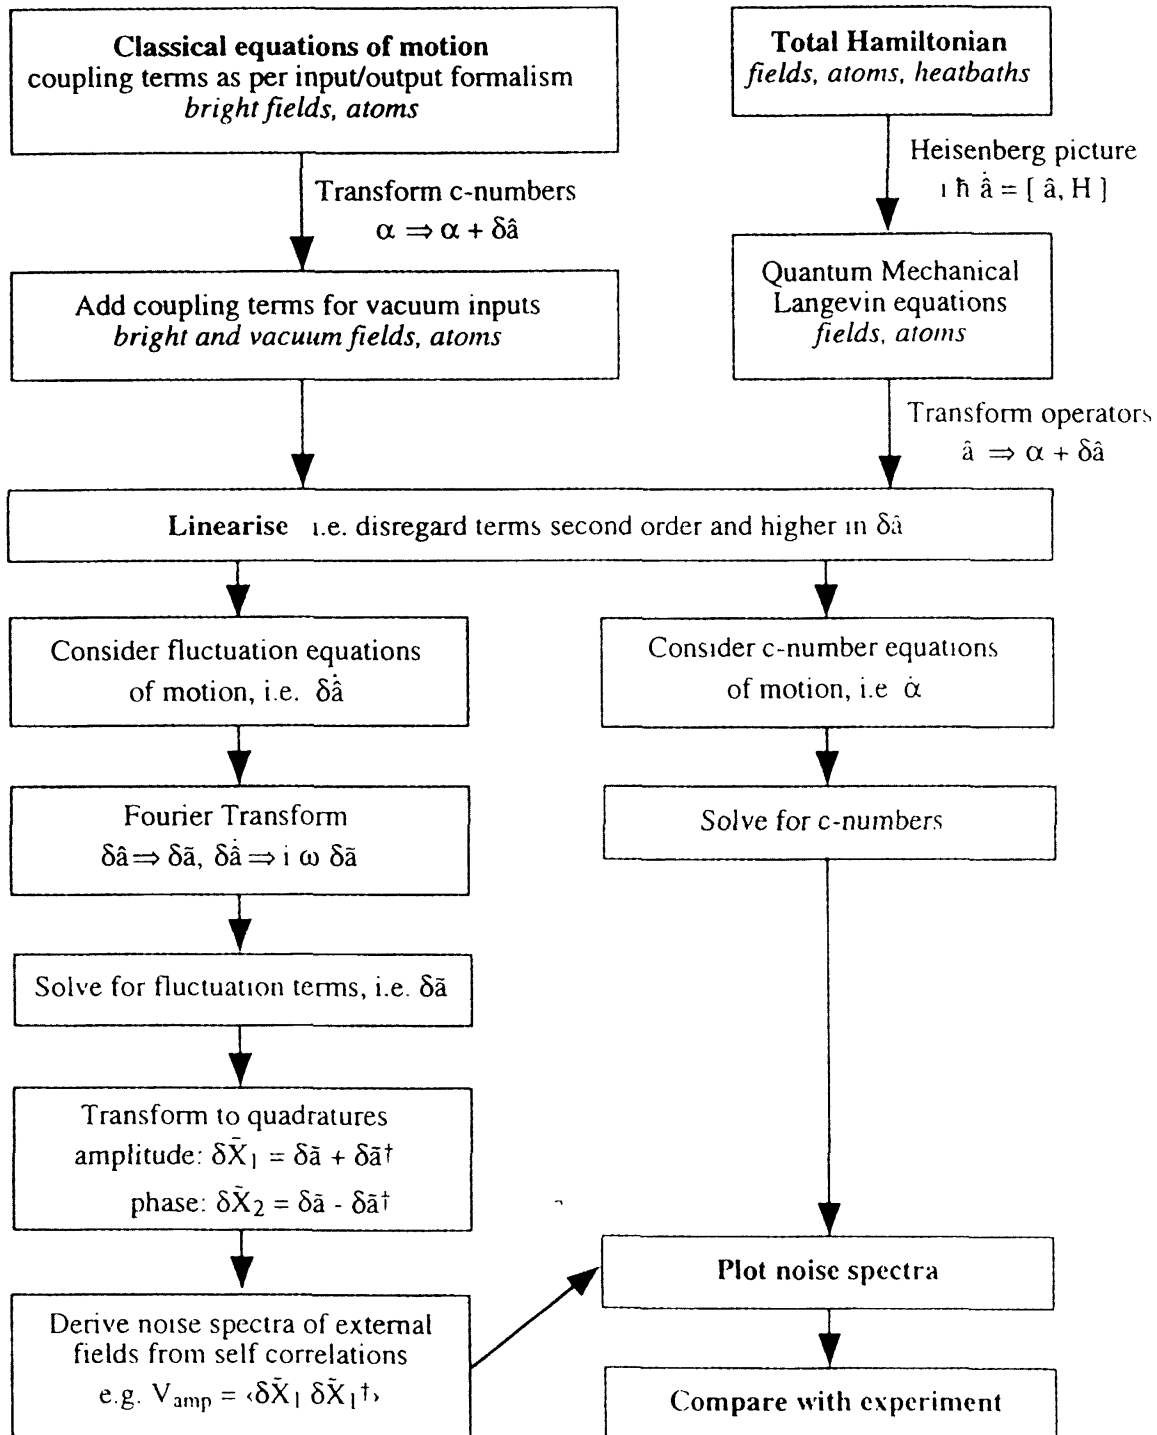 Classical equations of motion
coupling terms as per input/output formalism
bright fields, atoms
Total Hamiltonian
fields, atoms, heatbaths
Transform c-numbers
α ⇒ α + δâ
Heisenberg picture
ı ħ â̇ = [ â, H ]
Add coupling terms for vacuum inputs
bright and vacuum fields, atoms
Quantum Mechanical
Langevin equations
fields, atoms
Transform operators
â ⇒ α + δâ
Linearise i.e. disregard terms second order and higher in δâ
Consider fluctuation equations
of motion, i.e. δâ̇
Consider c-number equations
of motion, i.e α̇
Fourier Transform
δâ ⇒ δã, δâ̇ ⇒ i ω δã
Solve for c-numbers
Solve for fluctuation terms, i.e. δã
Transform to quadratures
amplitude: δX̃₁ = δã + δã†
phase: δX̃₂ = δã - δã†
Plot noise spectra
Derive noise spectra of external
fields from self correlations
e.g. Vamp = ‹δX̃₁ δX̃₁†›
Compare with experiment